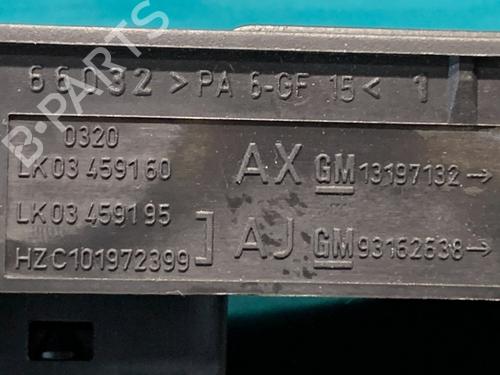 66032 >PA 6-GF 15< 1
0320
LK03 459160 AX GM 13197132→
LK03 459195
HZC101972399 ] AJ GM 93162638→
B-PARTS